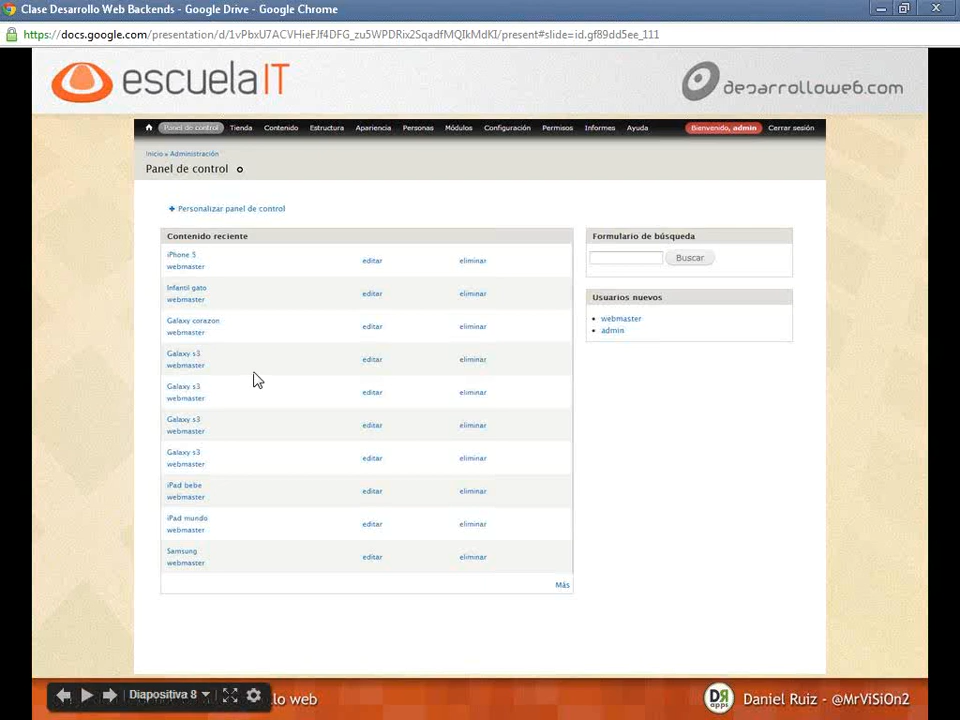 Clase Desarrollo Web Backends - Google Drive - Google Chrome
https://docs.google.com/presentation/d/1vPbxU7ACVHieFJf4DFG_zu5WPDRix2SqadfMQIkMdKI/present#slide=id.gf89dd5ee_111
escuelaIT
desarrolloweb.com
Panel de control Tienda Contenido Estructura Apariencia Personas Módulos Configuración Permisos Informes Ayuda Bienvenido, admin Cerrar sesión
Inicio » Administración
Panel de control
Personalizar panel de control
Contenido reciente
iPhone 5
webmaster
editar eliminar
Infantil gato
webmaster
editar eliminar
Galaxy corazon
webmaster
editar eliminar
Galaxy s3
webmaster
editar eliminar
Galaxy s3
webmaster
editar eliminar
Galaxy s3
webmaster
editar eliminar
Galaxy s3
webmaster
editar eliminar
iPad bebe
webmaster
editar eliminar
iPad mundo
webmaster
editar eliminar
Samsung
webmaster
editar eliminar
Más
Formulario de búsqueda
Buscar
Usuarios nuevos
webmaster
admin
Diapositiva 8
lo web
DR apps
Daniel Ruiz - @MrViSiOn2